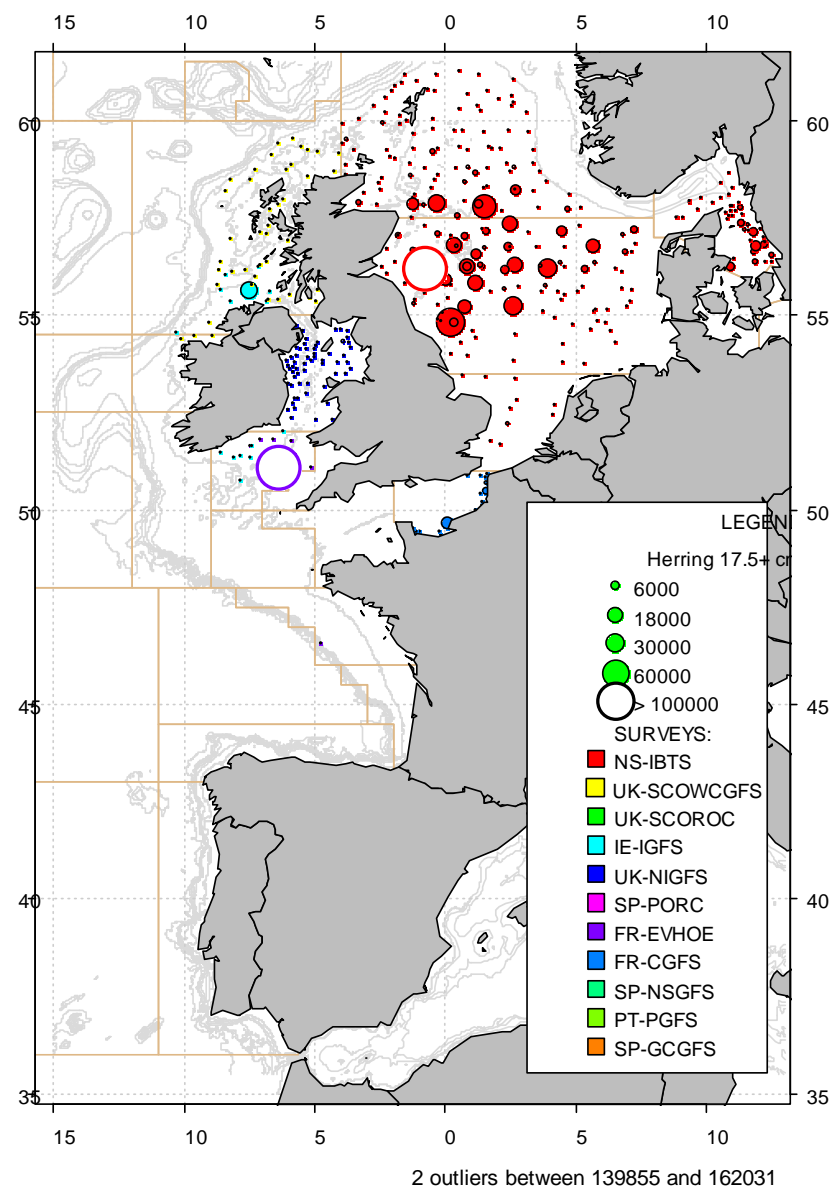 15 10 5 0 5 10
60 60
55 55
50 50
LEGEN
Herring 17.5+ cr
6000
18000
30000
60000
> 100000
45 45
SURVEYS:
NS-IBTS
UK-SCOWCGFS
UK-SCOROC
IE-IGFS
UK-NIGFS
40 40
SP-PORC
FR-EVHOE
FR-CGFS
SP-NSGFS
PT-PGFS
SP-GCGFS
35 35
15 10 5 0 5 10
2 outliers between 139855 and 162031